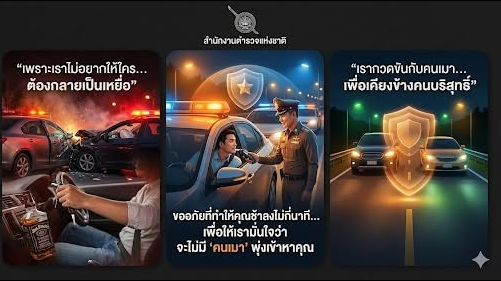 สำนักงานตำรวจแห่งชาติ
“เพราะเราไม่อยากให้ใคร...
ต้องกลายเป็นเหยื่อ”
ขออภัยที่ทำให้คุณช้าลงไม่กี่นาที...
เพื่อให้เรามั่นใจว่า
จะไม่มี ‘คนเมา’ พุ่งเข้าหาคุณ
“เรากวดขันกับคนเมา...
เพื่อเคียงข้างคนบริสุทธิ์”